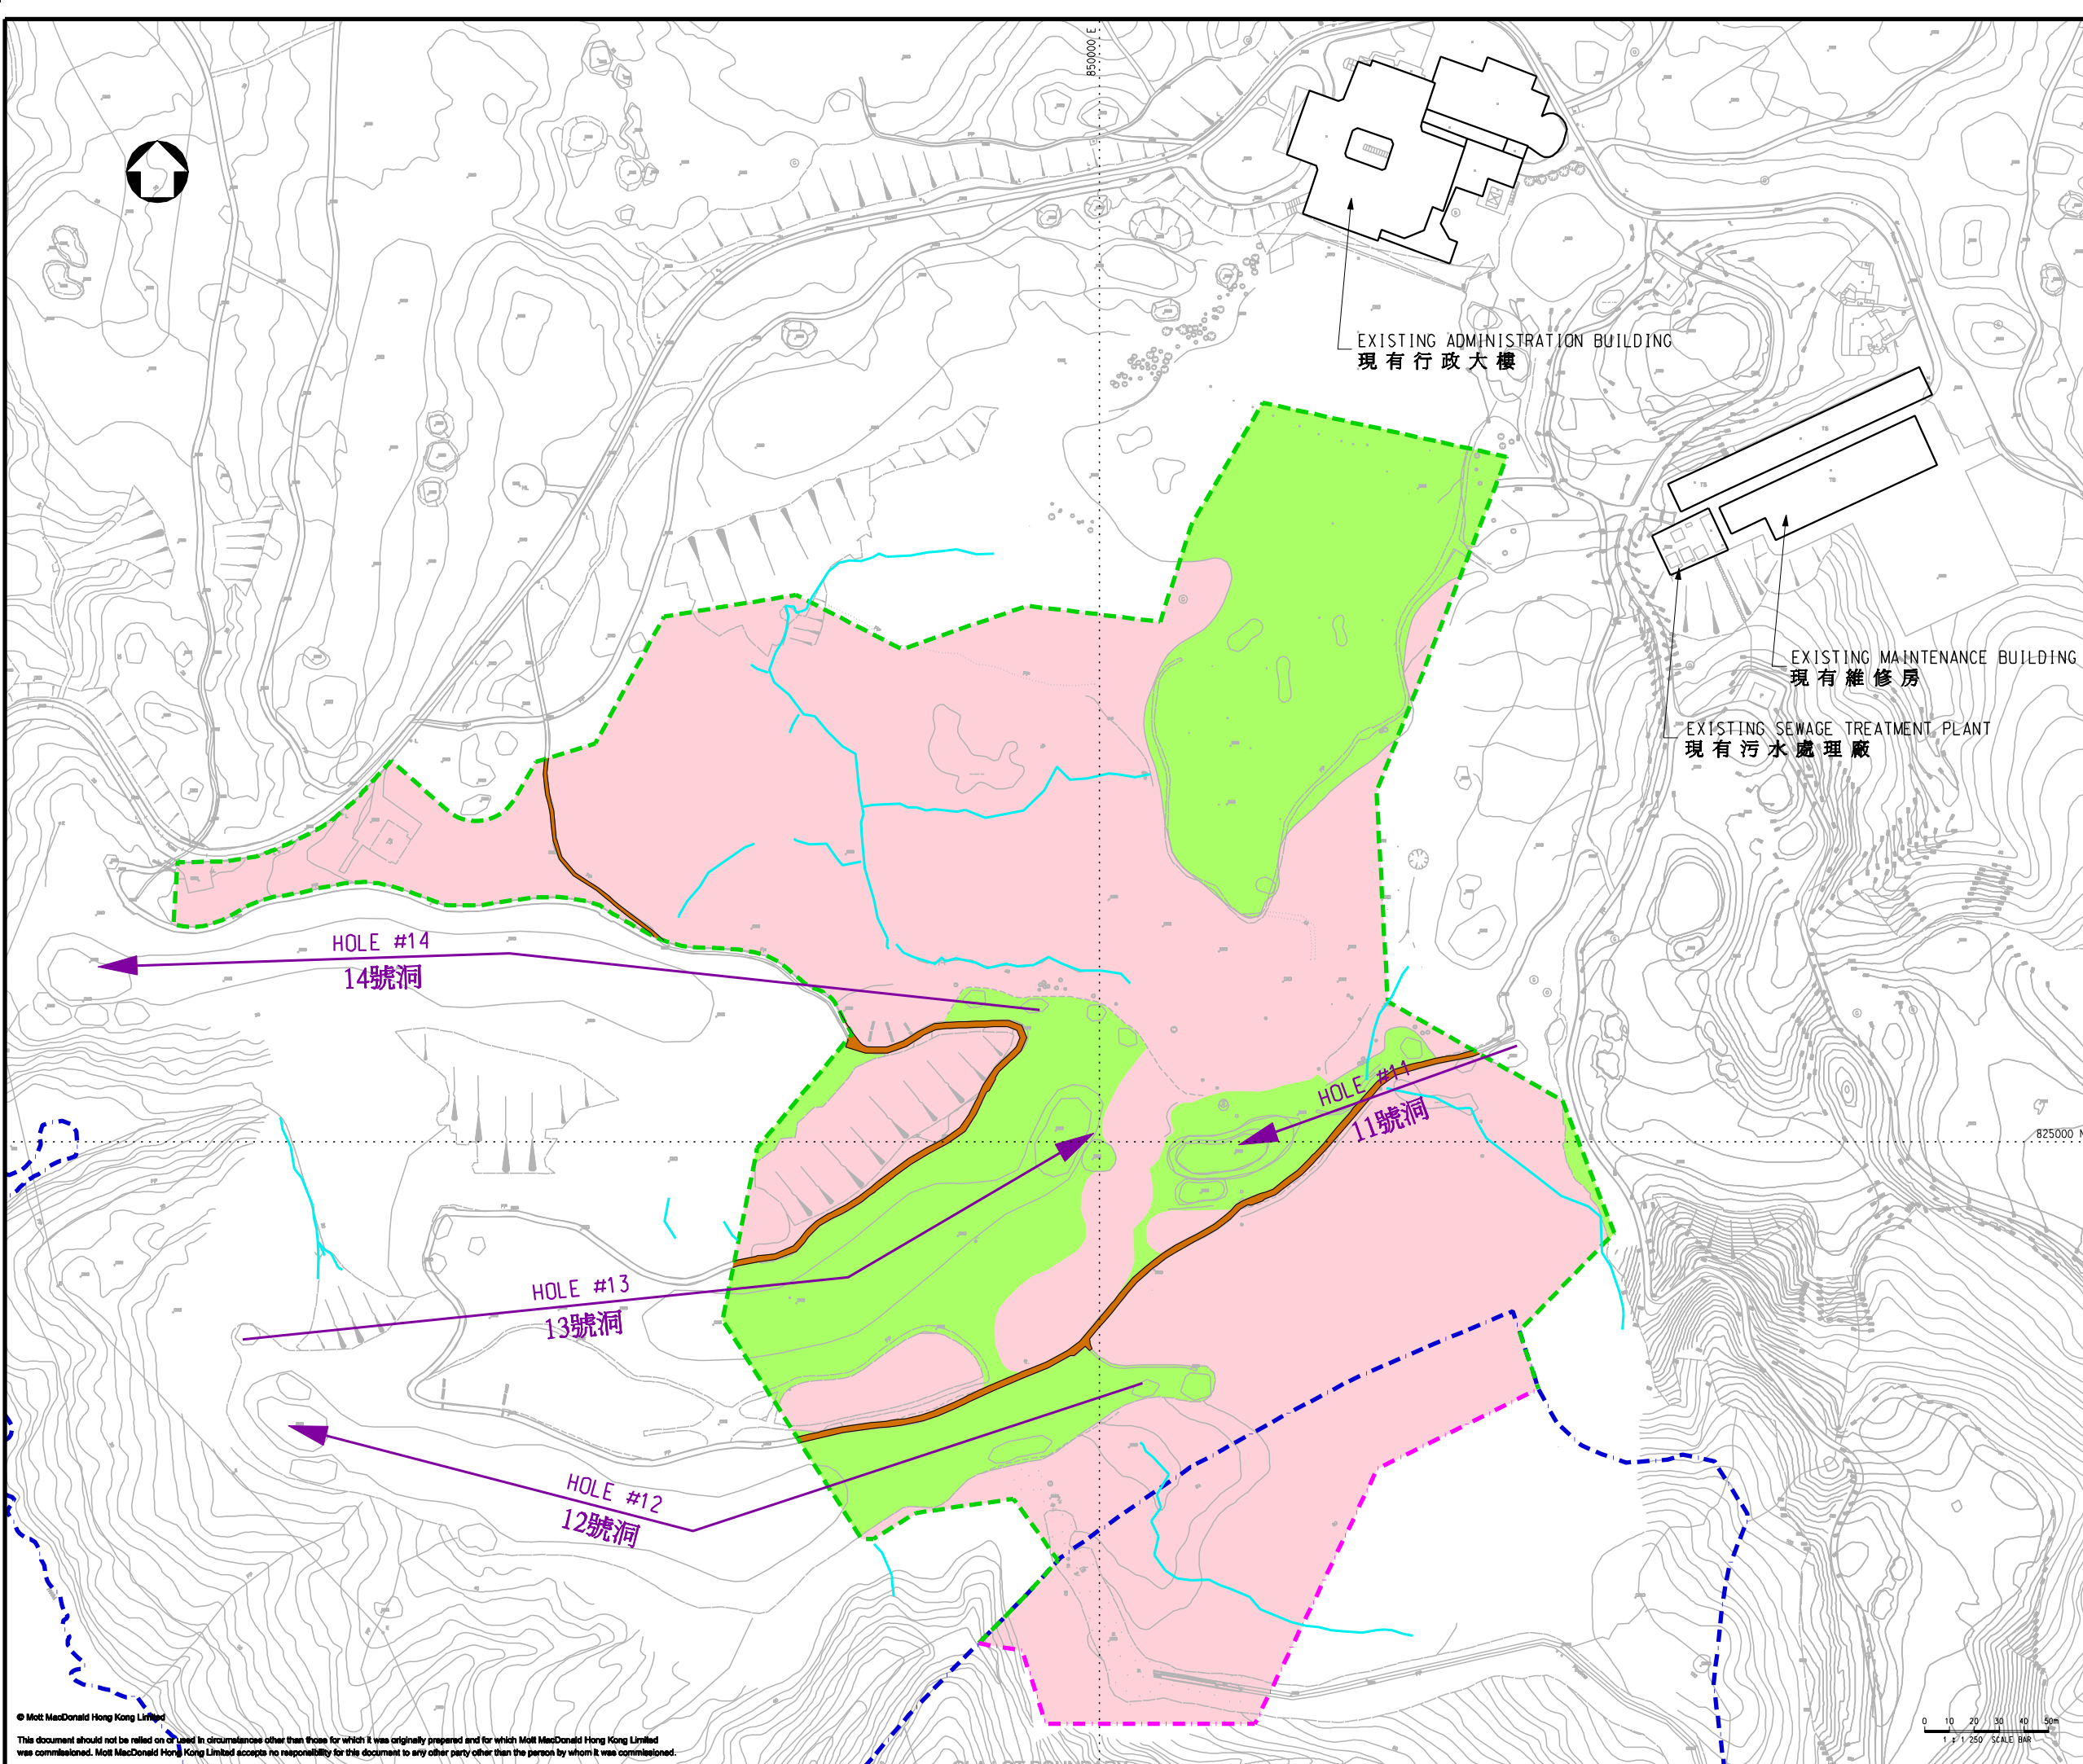 850000 E
EXISTING ADMINISTRATION BUILDING
現有行政大樓
EXISTING MAINTENANCE BUILDING
現有維修房
EXISTING SEWAGE TREATMENT PLANT
現有污水處理廠
HOLE #14
14號洞
HOLE #11
11號洞
825000 N
HOLE #13
13號洞
HOLE #12
12號洞
© Mott MacDonald Hong Kong Limited
This document should not be relied on or used in circumstances other than those for which it was originally prepared and for which Mott MacDonald Hong Kong Limited
was commissioned. Mott MacDonald Hong Kong Limited accepts no responsibility for this document to any other party other than the person by whom it was commissioned.
0 10 20 30 40 50m
1 : 1 250 SCALE BAR